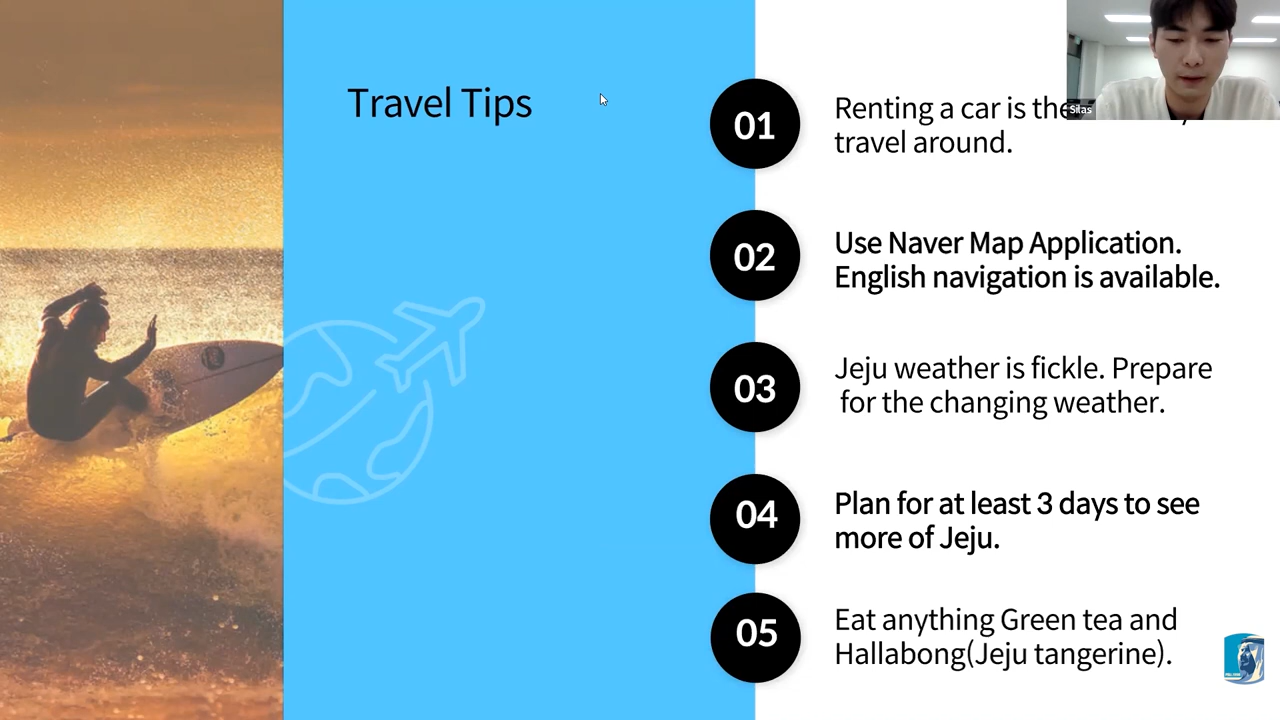 Travel Tips
01
Renting a car is the
travel around.
Silas
02
Use Naver Map Application.
English navigation is available.
03
Jeju weather is fickle. Prepare
for the changing weather.
04
Plan for at least 3 days to see
more of Jeju.
05
Eat anything Green tea and
Hallabong(Jeju tangerine).